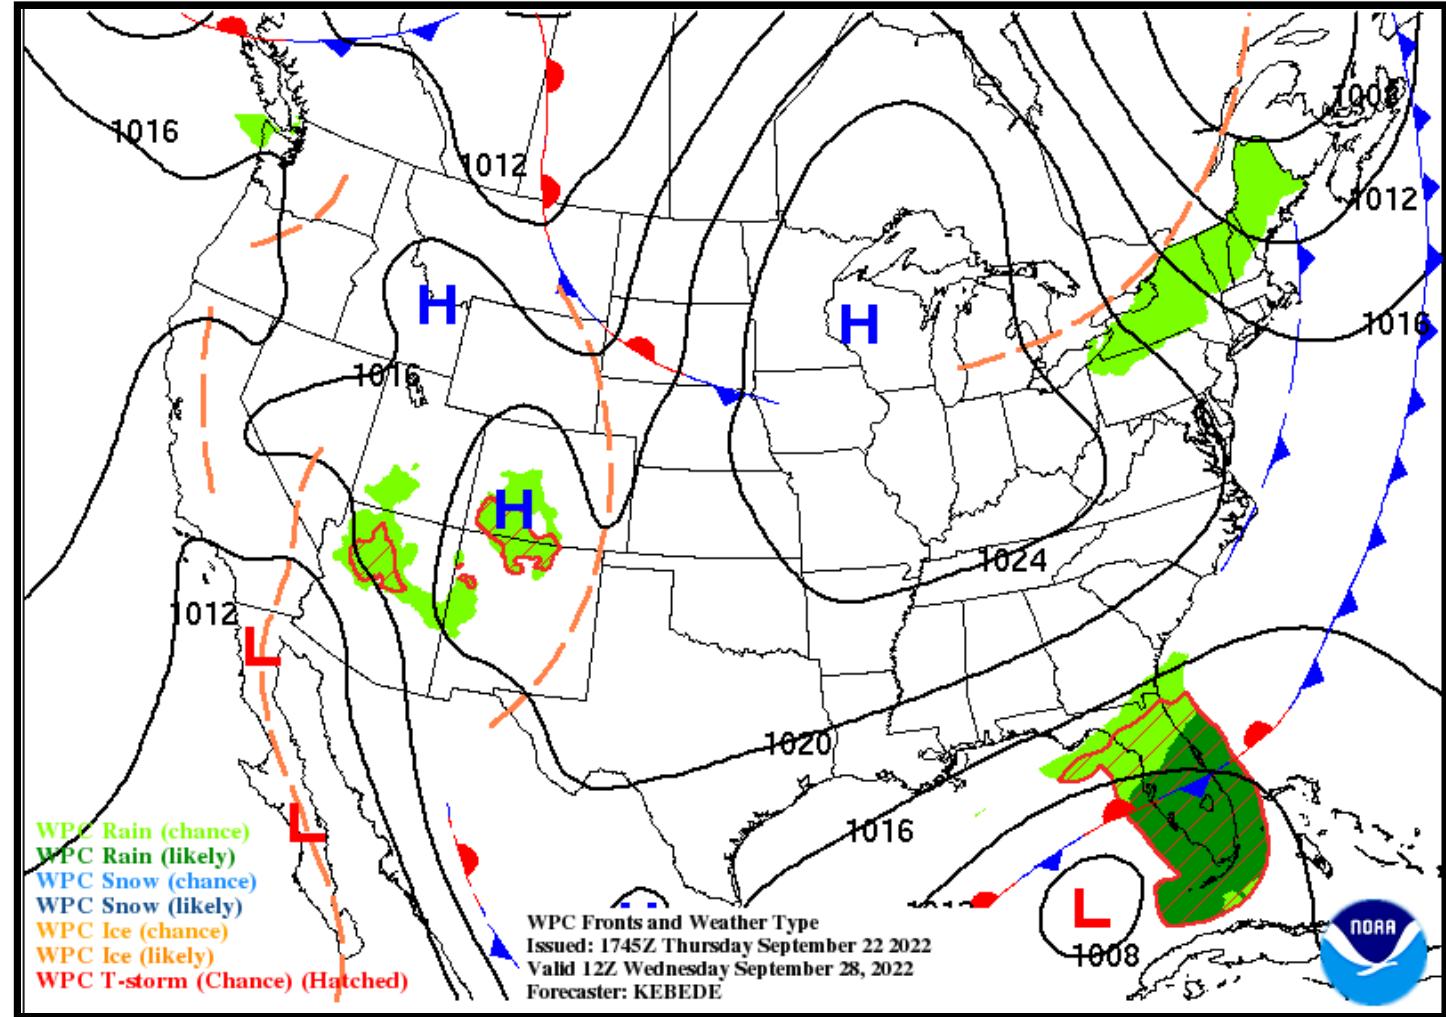 1008
1016
1012
1012
H
H
1016
1016
H
1024
1012
L
1020
L
1016
WPC Rain (chance)
WPC Rain (likely)
WPC Snow (chance)
WPC Snow (likely)
WPC Ice (chance)
WPC Ice (likely)
WPC T-storm (Chance) (Hatched)
L
1008
WPC Fronts and Weather Type
Issued: 1745Z Thursday September 22 2022
Valid 12Z Wednesday September 28, 2022
Forecaster: KEBEDE
NOAA